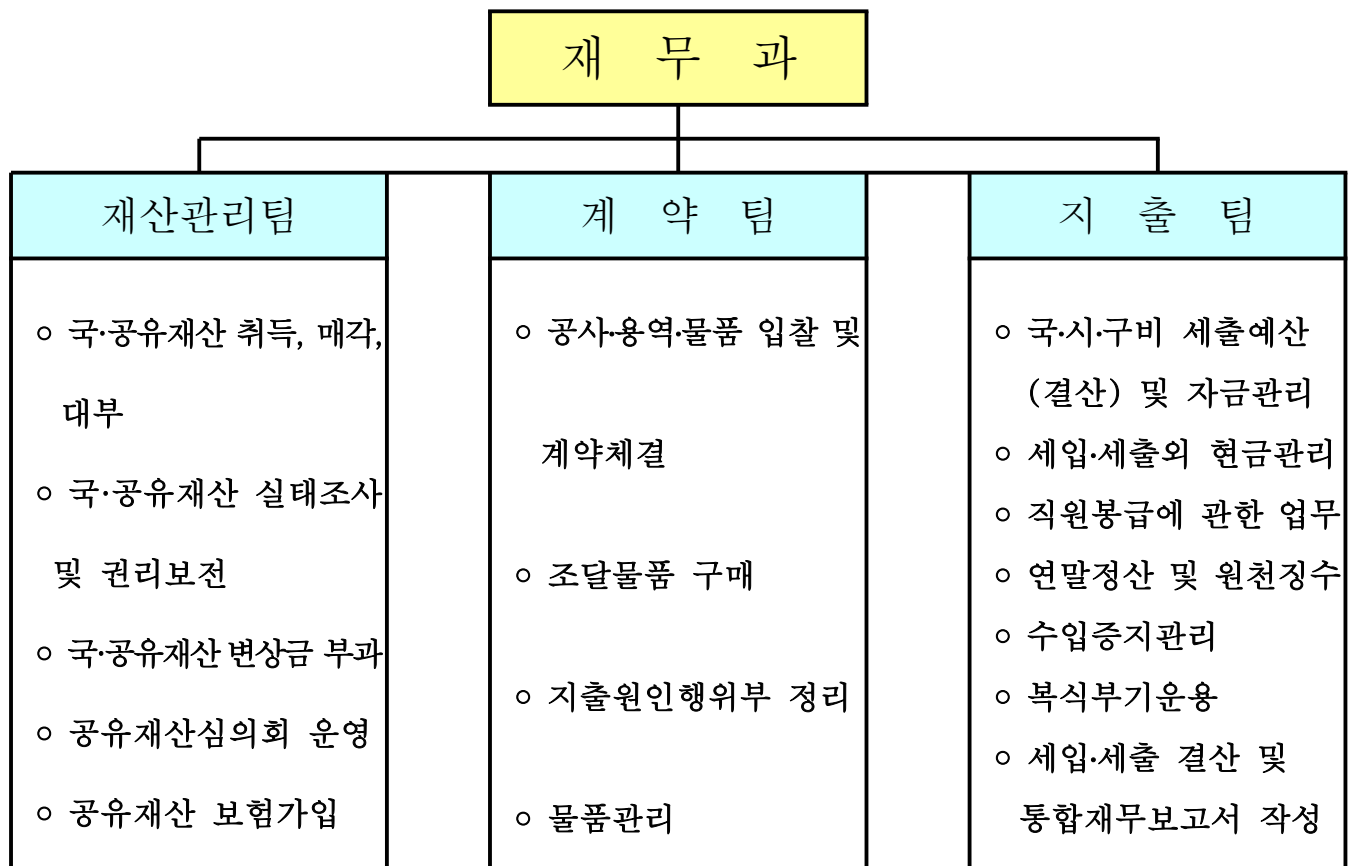 재 무 과
재산관리팀
ㅇ 국·공유재산 취득, 매각,
대부
ㅇ 국·공유재산 실태조사
및 권리보전
ㅇ 국·공유재산 변상금 부과
ㅇ 공유재산심의회 운영
ㅇ 공유재산 보험가입
계 약 팀
ㅇ 공사·용역·물품 입찰 및
계약체결
ㅇ 조달물품 구매
ㅇ 지출원인행위부 정리
ㅇ 물품관리
지 출 팀
ㅇ 국·시·구비 세출예산
(결산) 및 자금관리
ㅇ 세입·세출외 현금관리
ㅇ 직원봉급에 관한 업무
ㅇ 연말정산 및 원천징수
ㅇ 수입증지관리
ㅇ 복식부기운용
ㅇ 세입·세출 결산 및
통합재무보고서 작성